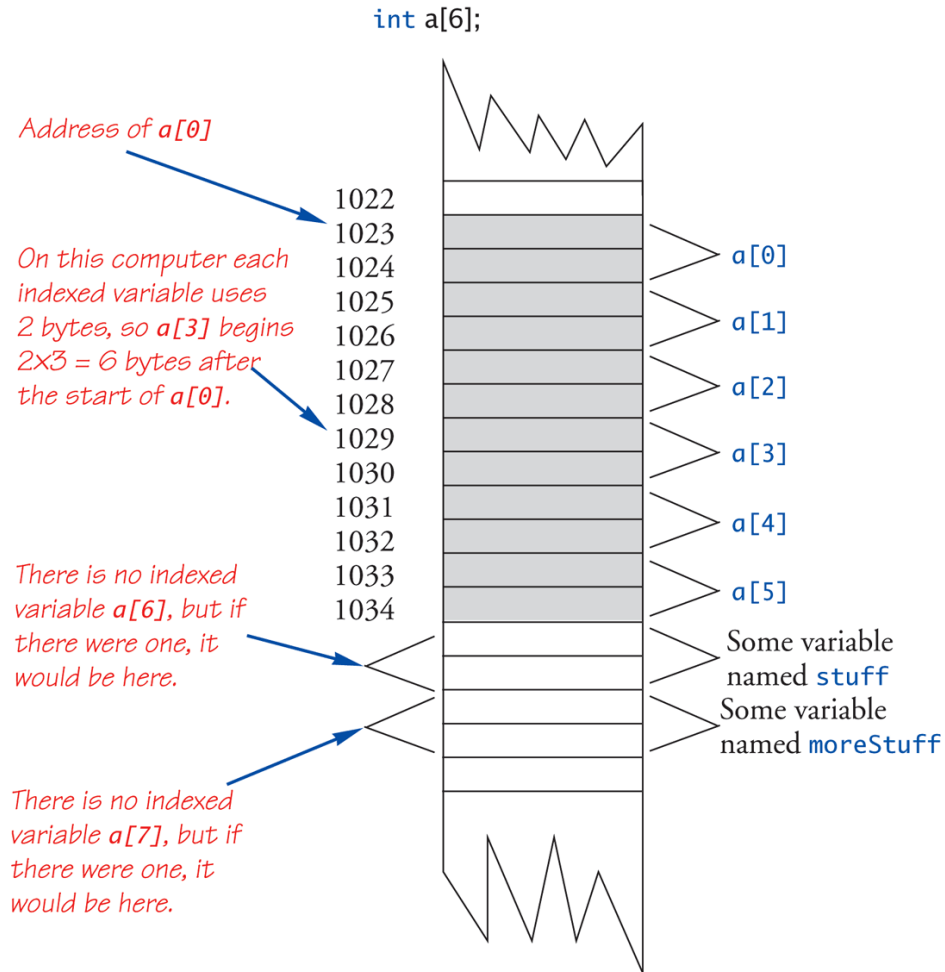 int a[6];
Address of a[0]
On this computer each
indexed variable uses
2 bytes, so a[3] begins
2×3 = 6 bytes after
the start of a[0].
There is no indexed
variable a[6], but if
there were one, it
would be here.
There is no indexed
variable a[7], but if
there were one, it
would be here.
1022
1023
1024
1025
1026
1027
1028
1029
1030
1031
1032
1033
1034
a[0]
a[1]
a[2]
a[3]
a[4]
a[5]
Some variable
named stuff
Some variable
named moreStuff